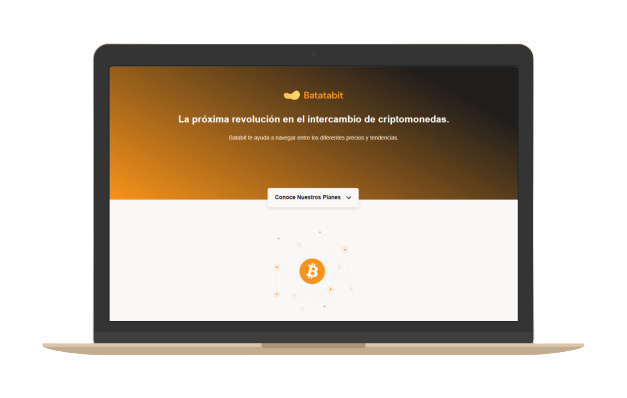 Batatabit
La próxima revolución en el intercambio de criptomonedas.
Batabit te ayuda a navegar entre los diferentes precios y tendencias.
Conoce Nuestros Planes